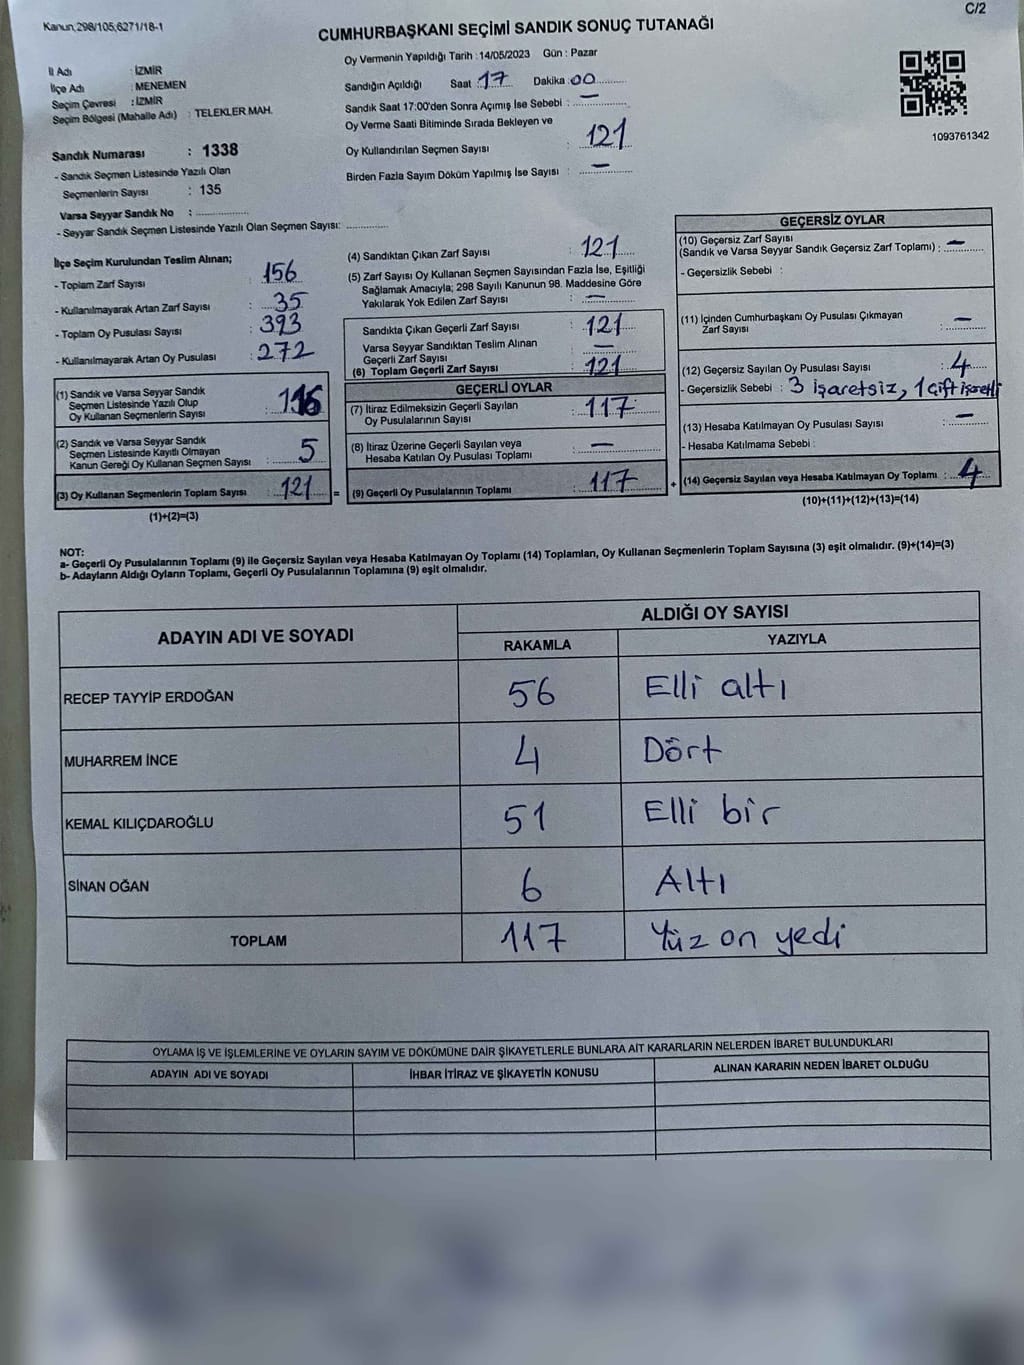 Kanun,298/105;6271/18-1
C/2
CUMHURBAŞKANI SEÇİMİ SANDIK SONUÇ TUTANAĞI
Oy Vermenin Yapıldığı Tarih : 14/05/2023 Gün : Pazar
İl Adı : İZMİR
İlçe Adı : MENEMEN
Seçim Çevresi : İZMİR
Seçim Bölgesi (Mahalle Adı) : TELEKLER MAH.
Sandık Numarası : 1338
- Sandık Seçmen Listesinde Yazılı Olan
Seçmenlerin Sayısı : 135
Varsa Seyyar Sandık No : ................
- Seyyar Sandık Seçmen Listesinde Yazılı Olan Seçmen Sayısı: .............
Sandığın Açıldığı Saat : 17 Dakika : 00
Sandık Saat 17:00'den Sonra Açımış İse Sebebi : —
Oy Verme Saati Bitiminde Sırada Bekleyen ve
Oy Kullandırılan Seçmen Sayısı : 121
Birden Fazla Sayım Döküm Yapılmış İse Sayısı : —
1093761342
İlçe Seçim Kurulundan Teslim Alınan;
- Toplam Zarf Sayısı : 156
- Kullanılmayarak Artan Zarf Sayısı : 35
- Toplam Oy Pusulası Sayısı : 393
- Kullanılmayarak Artan Oy Pusulası : 272
(1) Sandık ve Varsa Seyyar Sandık
Seçmen Listesinde Yazılı Olup
Oy Kullanan Seçmenlerin Sayısı : 116
(2) Sandık ve Varsa Seyyar Sandık
Seçmen Listesinde Kayıtlı Olmayan
Kanun Gereği Oy Kullanan Seçmen Sayısı : 5
(3) Oy Kullanan Seçmenlerin Toplam Sayısı : 121 =
(1)+(2)=(3)
(4) Sandıktan Çıkan Zarf Sayısı : 121
(5) Zarf Sayısı Oy Kullanan Seçmen Sayısından Fazla İse, Eşitliği
Sağlamak Amacıyla; 298 Sayılı Kanunun 98. Maddesine Göre
Yakılarak Yok Edilen Zarf Sayısı : —
Sandıkta Çıkan Geçerli Zarf Sayısı : 121
Varsa Seyyar Sandıktan Teslim Alınan
Geçerli Zarf Sayısı : —
(6) Toplam Geçerli Zarf Sayısı : 121
GEÇERLİ OYLAR
(7) İtiraz Edilmeksizin Geçerli Sayılan
Oy Pusulalarının Sayısı : 117
(8) İtiraz Üzerine Geçerli Sayılan veya
Hesaba Katılan Oy Pusulası Toplamı : —
(9) Geçerli Oy Pusulalarının Toplamı : 117 +
GEÇERSİZ OYLAR
(10) Geçersiz Zarf Sayısı
(Sandık ve Varsa Seyyar Sandık Geçersiz Zarf Toplamı) : —
- Geçersizlik Sebebi :
(11) İçinden Cumhurbaşkanı Oy Pusulası Çıkmayan
Zarf Sayısı : —
(12) Geçersiz Sayılan Oy Pusulası Sayısı : 4
- Geçersizlik Sebebi : 3 işaretsiz, 1 çift işaretli
(13) Hesaba Katılmayan Oy Pusulası Sayısı : —
- Hesaba Katılmama Sebebi :
(14) Geçersiz Sayılan veya Hesaba Katılmayan Oy Toplamı : 4
(10)+(11)+(12)+(13)=(14)
NOT:
a- Geçerli Oy Pusulalarının Toplamı (9) ile Geçersiz Sayılan veya Hesaba Katılmayan Oy Toplamı (14) Toplamları, Oy Kullanan Seçmenlerin Toplam Sayısına (3) eşit olmalıdır. (9)+(14)=(3)
b- Adayların Aldığı Oyların Toplamı, Geçerli Oy Pusulalarının Toplamına (9) eşit olmalıdır.
ADAYIN ADI VE SOYADI ALDIĞI OY SAYISI
RAKAMLA YAZIYLA
RECEP TAYYİP ERDOĞAN 56 Elli altı
MUHARREM İNCE 4 Dört
KEMAL KILIÇDAROĞLU 51 Elli bir
SİNAN OĞAN 6 Altı
TOPLAM 117 Yüz on yedi
OYLAMA İŞ VE İŞLEMLERİNE VE OYLARIN SAYIM VE DÖKÜMÜNE DAİR ŞİKAYETLERLE BUNLARA AİT KARARLARIN NELERDEN İBARET BULUNDUKLARI
ADAYIN ADI VE SOYADI İHBAR İTİRAZ VE ŞİKAYETİN KONUSU ALINAN KARARIN NEDEN İBARET OLDUĞU